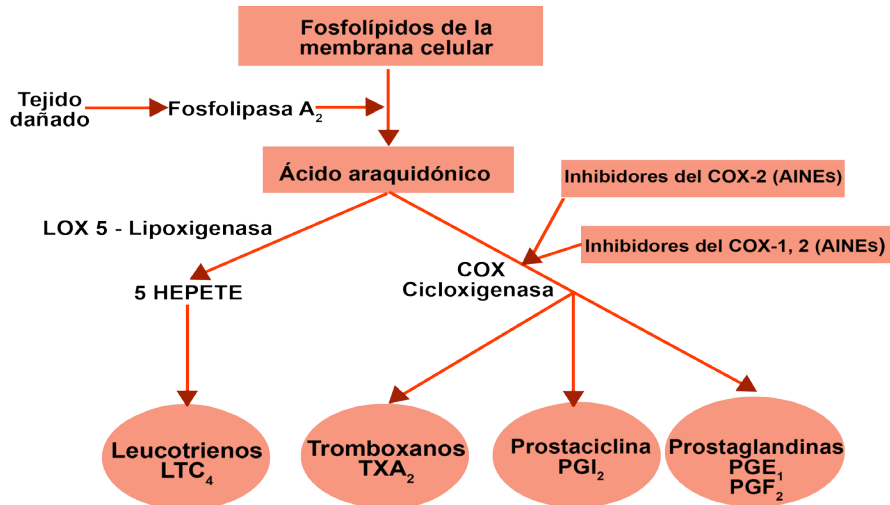 Fosfolípidos de la
membrana celular
Tejido
dañado
Fosfolipasa A₂
Ácido araquidónico
Inhibidores del COX-2 (AINEs)
LOX 5 - Lipoxigenasa
Inhibidores del COX-1, 2 (AINEs)
COX
Cicloxigenasa
5 HEPETE
Leucotrienos
LTC₄
Tromboxanos
TXA₂
Prostaciclina
PGI₂
Prostaglandinas
PGE₁
PGF₂